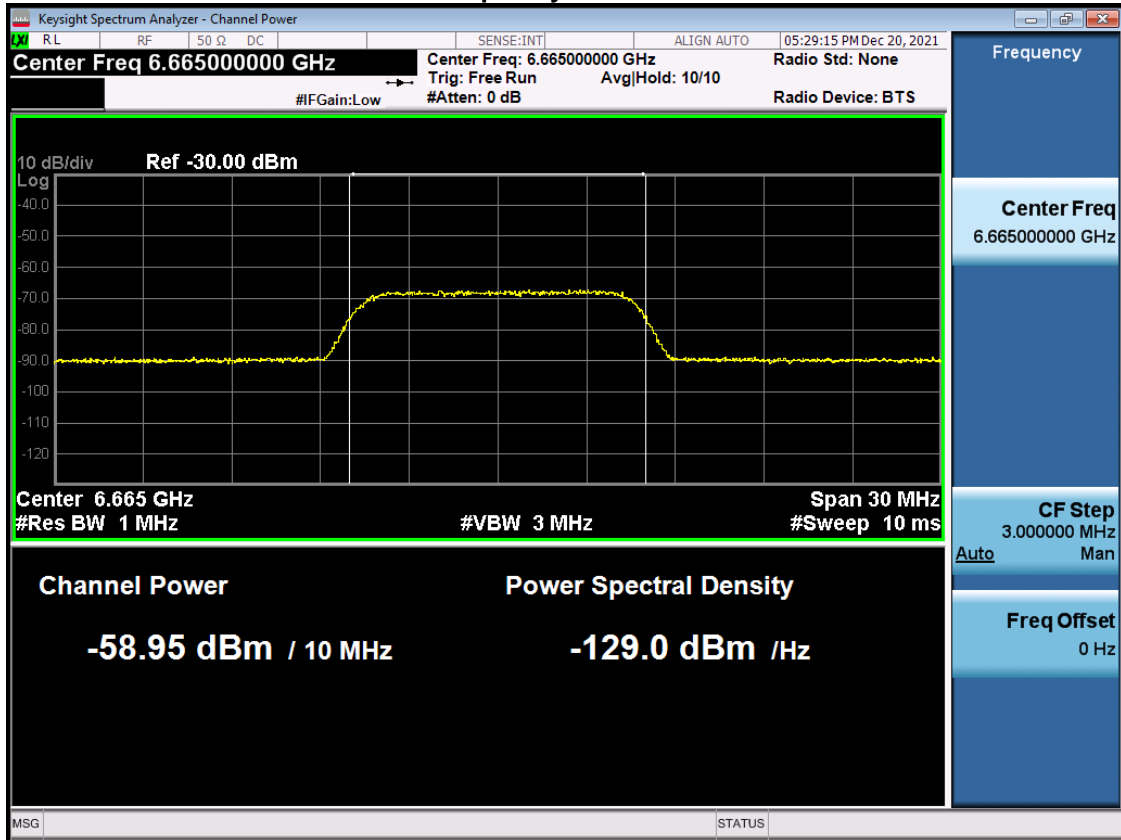 Keysight Spectrum Analyzer - Channel Power
LXI RL RF 50 Ω DC SENSE:INT ALIGN AUTO 05:29:15 PM Dec 20, 2021
Center Freq 6.665000000 GHz
#IFGain:Low
Center Freq: 6.665000000 GHz
Trig: Free Run Avg|Hold: 10/10
#Atten: 0 dB
Radio Std: None
Radio Device: BTS
10 dB/div Ref -30.00 dBm
Log
-40.0
-50.0
-60.0
-70.0
-80.0
-90.0
-100
-110
-120
Center 6.665 GHz Span 30 MHz
#Res BW 1 MHz #VBW 3 MHz #Sweep 10 ms
Channel Power Power Spectral Density
-58.95 dBm / 10 MHz -129.0 dBm /Hz
Frequency
Center Freq
6.665000000 GHz
CF Step
3.000000 MHz
Auto Man
Freq Offset
0 Hz
MSG STATUS